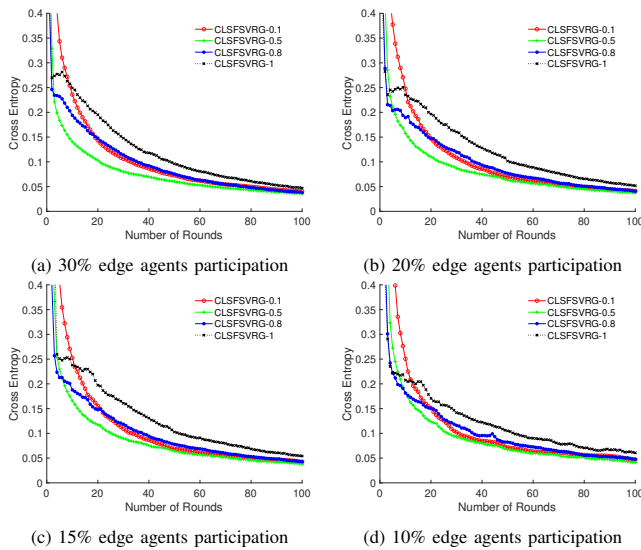 0.4
0.35
0.3
0.25
0.2
0.15
0.1
0.05
0
Cross Entropy
CLSFSVRG-0.1
CLSFSVRG-0.5
CLSFSVRG-0.8
CLSFSVRG-1
0 20 40 60 80 100
Number of Rounds
(a) 30% edge agents participation
0.4
0.35
0.3
0.25
0.2
0.15
0.1
0.05
0
Cross Entropy
CLSFSVRG-0.1
CLSFSVRG-0.5
CLSFSVRG-0.8
CLSFSVRG-1
0 20 40 60 80 100
Number of Rounds
(b) 20% edge agents participation
0.4
0.35
0.3
0.25
0.2
0.15
0.1
0.05
0
Cross Entropy
CLSFSVRG-0.1
CLSFSVRG-0.5
CLSFSVRG-0.8
CLSFSVRG-1
0 20 40 60 80 100
Number of Rounds
(c) 15% edge agents participation
0.4
0.35
0.3
0.25
0.2
0.15
0.1
0.05
0
Cross Entropy
CLSFSVRG-0.1
CLSFSVRG-0.5
CLSFSVRG-0.8
CLSFSVRG-1
0 20 40 60 80 100
Number of Rounds
(d) 10% edge agents participation